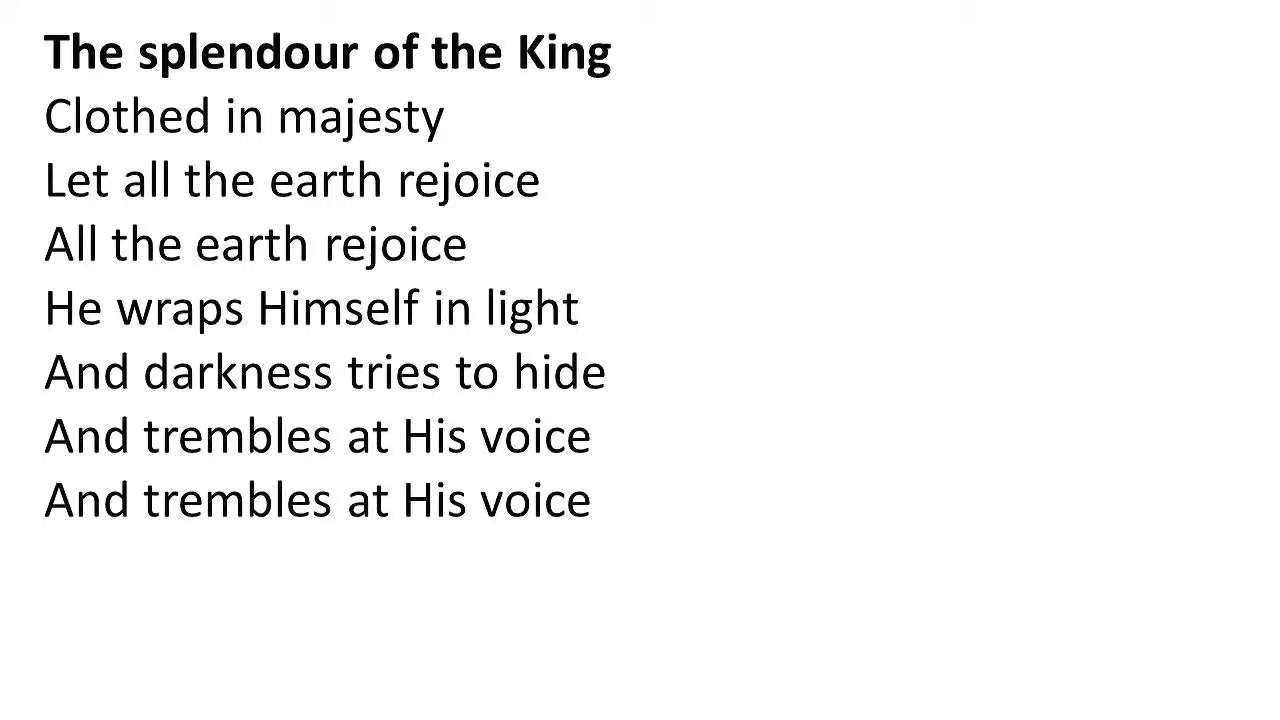 The splendour of the King
Clothed in majesty
Let all the earth rejoice
All the earth rejoice
He wraps Himself in light
And darkness tries to hide
And trembles at His voice
And trembles at His voice